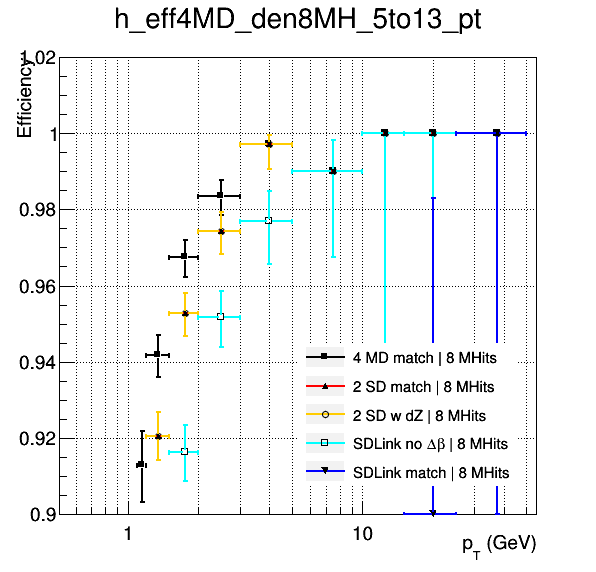 h_eff4MD_den8MH_5to13_pt
Efficiency
1.02
1
0.98
0.96
0.94
0.92
0.9
4 MD match | 8 MHits
2 SD match | 8 MHits
2 SD w dZ | 8 MHits
SDLink no Δβ | 8 MHits
SDLink match | 8 MHits
1
10
p_T (GeV)